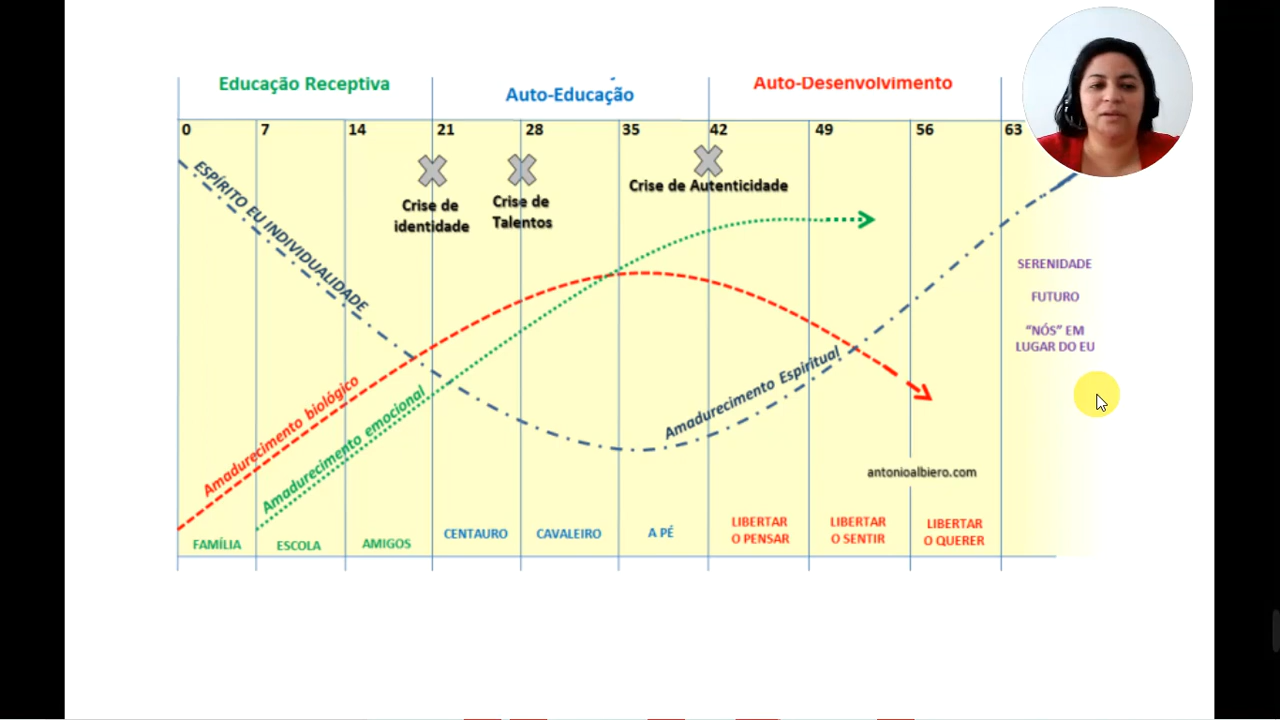 Educação Receptiva
Auto-Educação
Auto-Desenvolvimento
0 7 14 21 28 35 42 49 56 63
ESPÍRITO EU INDIVIDUALIDADE
Crise de
identidade
Crise de
Talentos
Crise de Autenticidade
SERENIDADE
FUTURO
"NÓS" EM
LUGAR DO EU
Amadurecimento biológico
Amadurecimento emocional
Amadurecimento Espiritual
antonioalbiero.com
FAMÍLIA
ESCOLA
AMIGOS
CENTAURO
CAVALEIRO
A PÉ
LIBERTAR
O PENSAR
LIBERTAR
O SENTIR
LIBERTAR
O QUERER